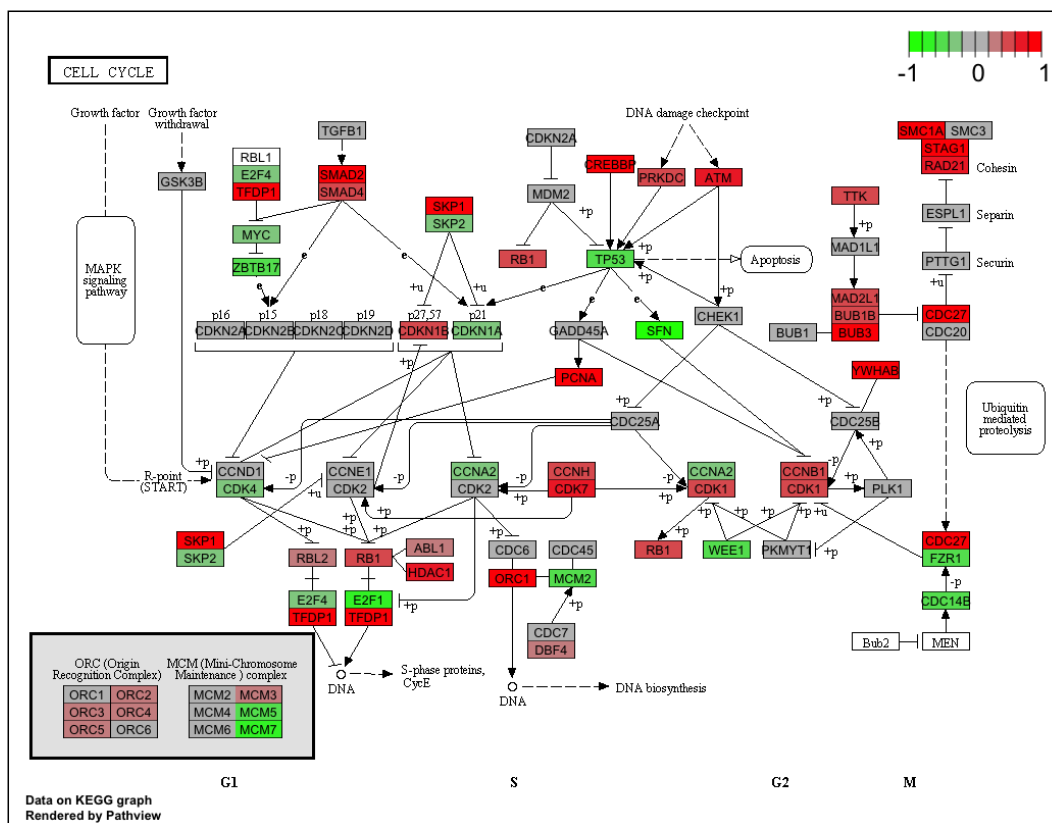 -1 0 1
CELL CYCLE
Growth factor
Growth factor
withdrawal
TGFB1
CDKN2A
DNA damage checkpoint
SMC1A SMC3
STAG1
RAD21
Cohesin
RBL1
E2F4
TFDP1
GSK3B
SMAD2
SMAD4
CREBBP
PRKDC
ATM
MDM2
TTK
SKP1
SKP2
ESPL1
Separin
MYC
+p
+p
RB1
MAD1L1
ZBTB17
MAPK
signaling
pathway
TP53
+p
+p
Apoptosis
PTTG1
Securin
e
e
+u
+u
e
e
e
+p
+u
MAD2L1
BUB1B
BUB3
BUB1
CDC27
CDC20
p16
p15
p18
p19
p27,57
p21
CDKN2A CDKN2B CDKN2C CDKN2D
CDKN1B
CDKN1A
GADD45A
SFN
CHEK1
+p
PCNA
YWHAB
Ubiquitin
mediated
proteolysis
CDC25A
+p
+p
CDC25B
R-point
(START)
+p
CCND1
CDK4
-p
CCNE1
CDK2
-p
CCNA2
CDK2
-p
+p
CCNH
CDK7
-p
+p
CCNA2
CDK1
CCNB1
CDK1
-p
+p
+p
PLK1
+u
+p
+p
+p
+p
+p
+p
+p
+p
+u
SKP1
SKP2
RBL2
RB1
ABL1
HDAC1
CDC6
CDC45
ORC1
MCM2
RB1
WEE1
PKMYT1
+p
CDC27
FZR1
-p
E2F4
TFDP1
E2F1
TFDP1
+p
+p
CDC7
DBF4
CDC14B
Bub2
MEN
DNA
S-phase proteins,
CycE
DNA
DNA biosynthesis
ORC (Origin
Recognition Complex)
MCM (Mini-Chromosome
Maintenance ) complex
ORC1 ORC2
MCM2 MCM3
ORC3 ORC4
MCM4 MCM5
ORC5 ORC6
MCM6 MCM7
G1
S
G2
M
Data on KEGG graph
Rendered by Pathview